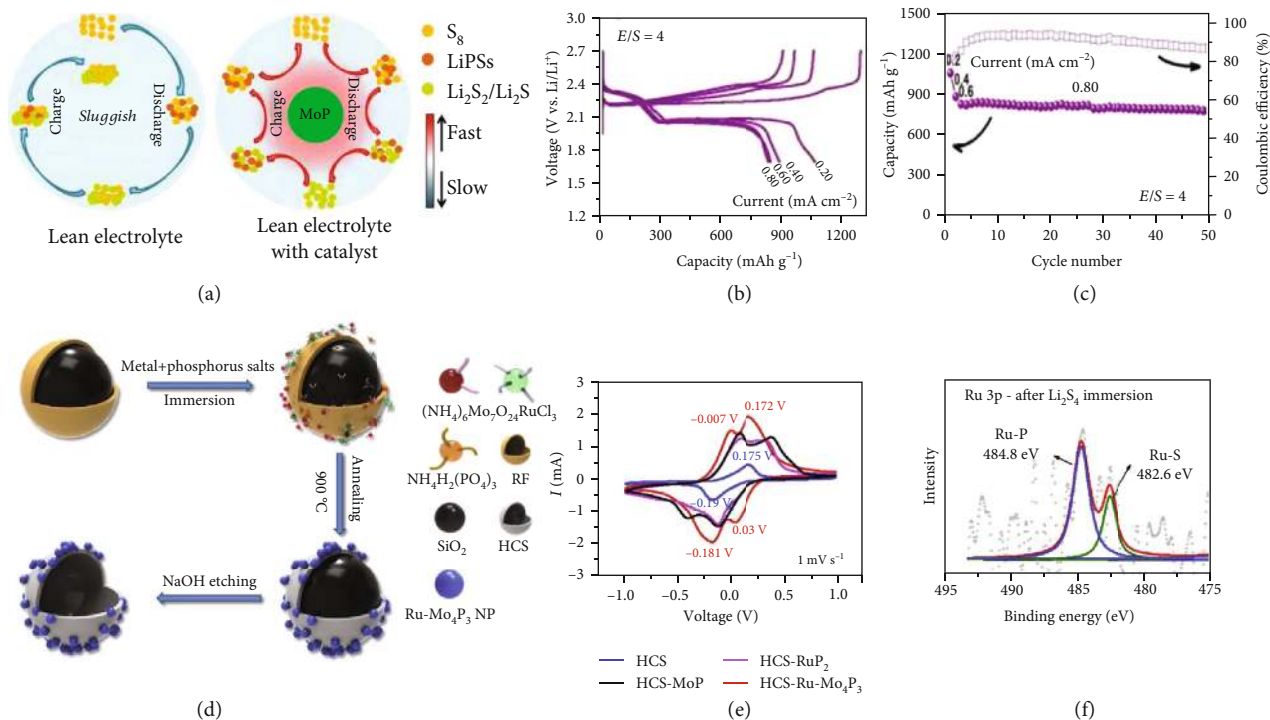 S₈
LiPSs
Li₂S₂/Li₂S
Fast
Slow
Charge
Sluggish
Discharge
Charge
MoP
Discharge
Lean electrolyte
Lean electrolyte
with catalyst
(a)
3.0
2.7
2.4
2.1
1.8
1.5
1.2
Voltage (V vs. Li/Li⁺)
E/S = 4
0.80
0.60
0.40
0.20
Current (mA cm⁻²)
0 300 600 900 1200
Capacity (mAh g⁻¹)
(b)
1500
1200
900
600
300
0
Capacity (mAh g⁻¹)
0.2
0.4
0.6
Current (mA cm⁻²)
0.80
E/S = 4
100
80
60
40
20
0
Coulombic efficiency (%)
0 10 20 30 40 50
Cycle number
(c)
Metal+phosphorus salts
Immersion
Annealing
900 °C
NaOH etching
(NH₄)₆Mo₇O₂₄RuCl₃
NH₄H₂(PO₄)₃ RF
SiO₂ HCS
Ru-Mo₄P₃ NP
(d)
3
2
1
0
−1
−2
−3
I (mA)
−0.007 V
0.172 V
0.175 V
−0.19 V
0.03 V
−0.181 V
1 mV s⁻¹
−1.0 −0.5 0.0 0.5 1.0
Voltage (V)
HCS HCS-RuP₂
HCS-MoP HCS-Ru-Mo₄P₃
(e)
Ru 3p - after Li₂S₄ immersion
Ru-P
484.8 eV
Ru-S
482.6 eV
Intensity
495 490 485 480 475
Binding energy (eV)
(f)